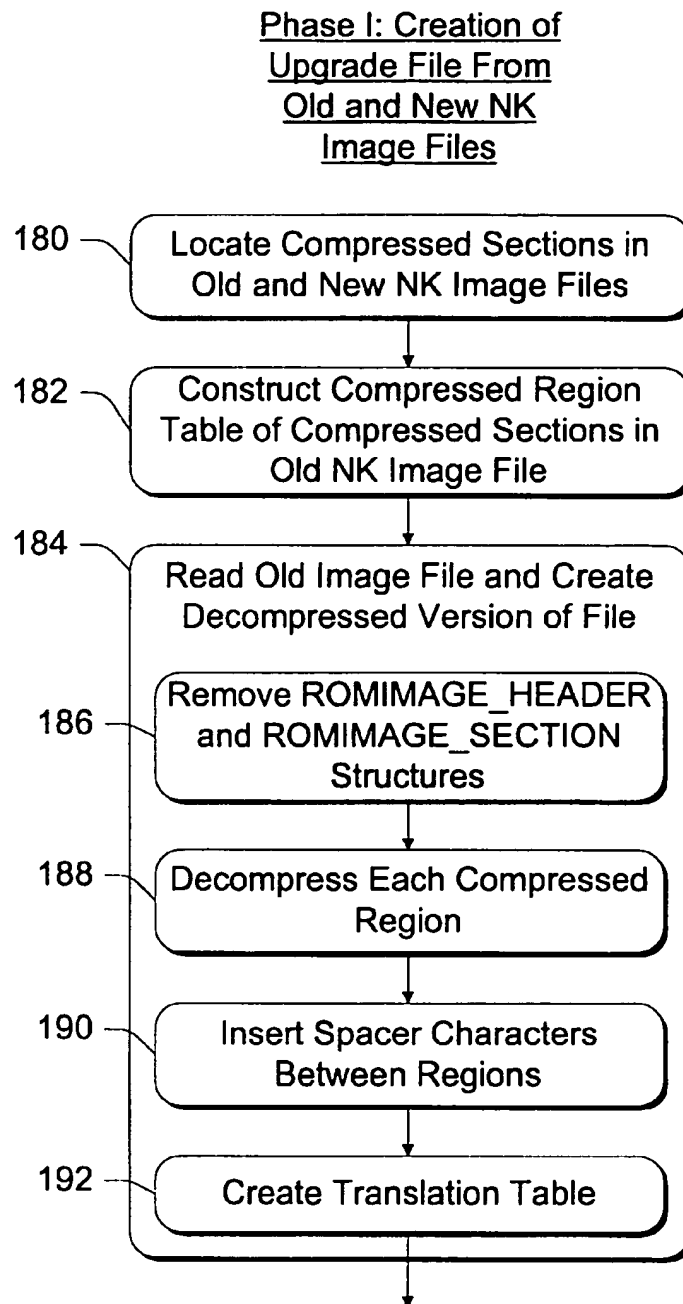 Phase I: Creation of
Upgrade File From
Old and New NK
Image Files
180
Locate Compressed Sections in
Old and New NK Image Files
182
Construct Compressed Region
Table of Compressed Sections in
Old NK Image File
184
Read Old Image File and Create
Decompressed Version of File
186
Remove ROMIMAGE_HEADER
and ROMIMAGE_SECTION
Structures
188
Decompress Each Compressed
Region
190
Insert Spacer Characters
Between Regions
192
Create Translation Table